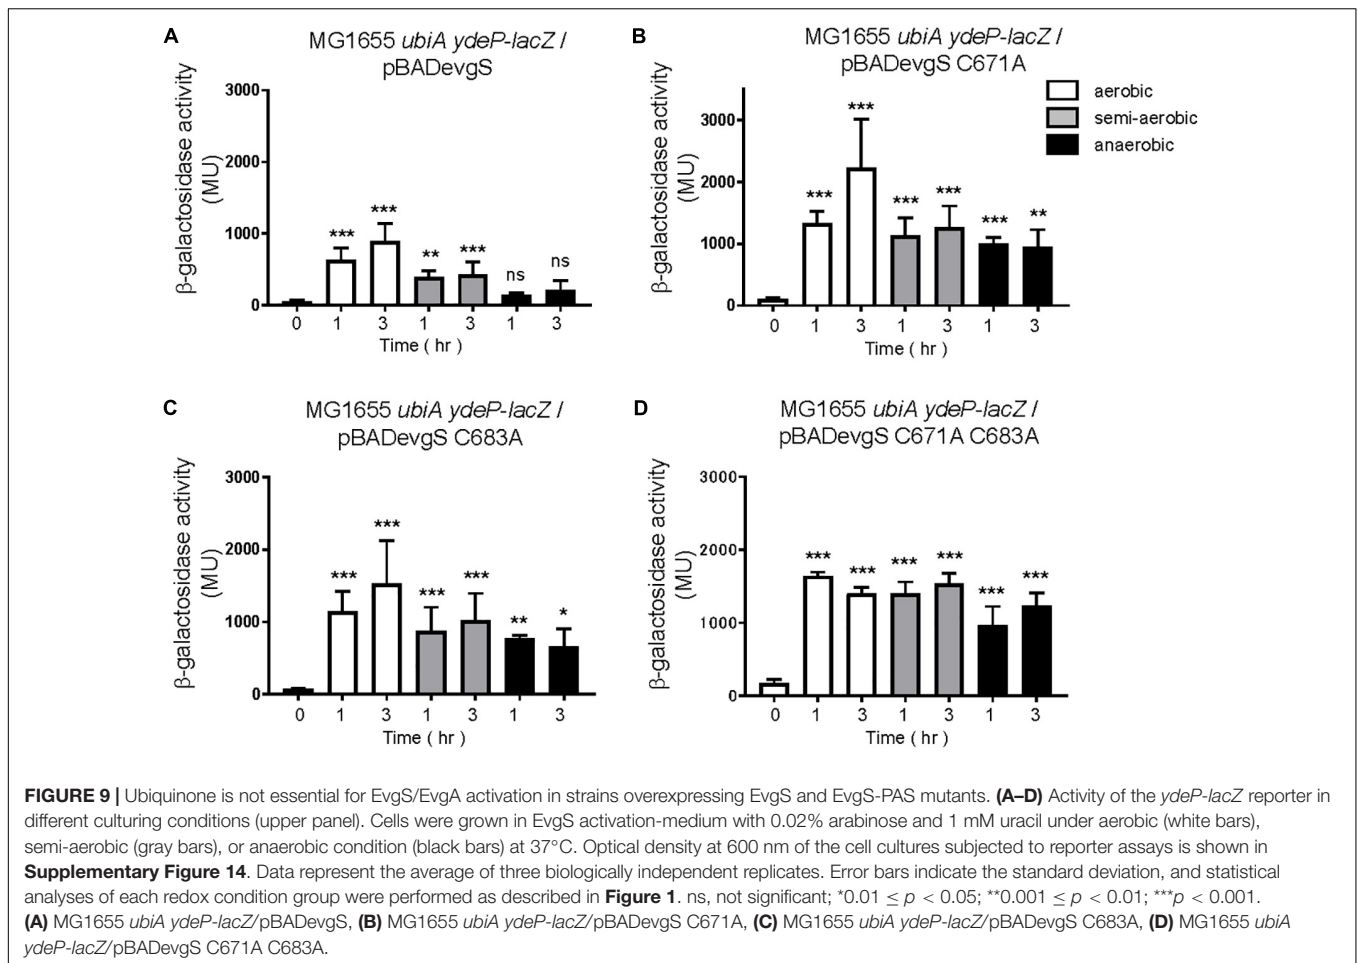 A
MG1655 ubiA ydeP-lacZ /
pBADevgS
β-galactosidase activity
(MU)
3000
2000
1000
0
***
***
**
***
ns
ns
0 1 3 1 3 1 3
Time ( hr )
B
MG1655 ubiA ydeP-lacZ /
pBADevgS C671A
β-galactosidase activity
(MU)
3000
2000
1000
0
***
***
***
***
***
**
0 1 3 1 3 1 3
Time ( hr )
aerobic
semi-aerobic
anaerobic
C
MG1655 ubiA ydeP-lacZ /
pBADevgS C683A
β-galactosidase activity
(MU)
3000
2000
1000
0
***
***
***
***
**
*
0 1 3 1 3 1 3
Time ( hr )
D
MG1655 ubiA ydeP-lacZ /
pBADevgS C671A C683A
β-galactosidase activity
(MU)
3000
2000
1000
0
***
***
***
***
***
***
0 1 3 1 3 1 3
Time ( hr )
FIGURE 9 | Ubiquinone is not essential for EvgS/EvgA activation in strains overexpressing EvgS and EvgS-PAS mutants. (A–D) Activity of the ydeP-lacZ reporter in
different culturing conditions (upper panel). Cells were grown in EvgS activation-medium with 0.02% arabinose and 1 mM uracil under aerobic (white bars),
semi-aerobic (gray bars), or anaerobic condition (black bars) at 37°C. Optical density at 600 nm of the cell cultures subjected to reporter assays is shown in
Supplementary Figure 14. Data represent the average of three biologically independent replicates. Error bars indicate the standard deviation, and statistical
analyses of each redox condition group were performed as described in Figure 1. ns, not significant; *0.01 ≤ p < 0.05; **0.001 ≤ p < 0.01; ***p < 0.001.
(A) MG1655 ubiA ydeP-lacZ/pBADevgS, (B) MG1655 ubiA ydeP-lacZ/pBADevgS C671A, (C) MG1655 ubiA ydeP-lacZ/pBADevgS C683A, (D) MG1655 ubiA
ydeP-lacZ/pBADevgS C671A C683A.